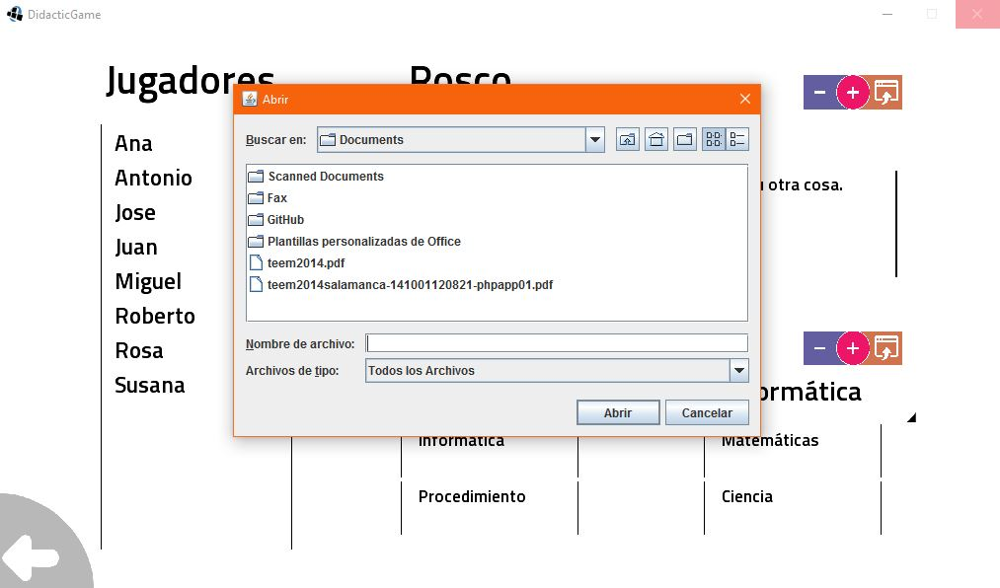 DidacticGame
Jugadores
Rosco
Abrir
Buscar en: Documents
Scanned Documents
Fax
GitHub
Plantillas personalizadas de Office
teem2014.pdf
teem2014salamanca-141001120821-phpapp01.pdf
Nombre de archivo:
Archivos de tipo: Todos los Archivos
Abrir Cancelar
Ana
Antonio
Jose
Juan
Miguel
Roberto
Rosa
Susana
otra cosa.
Informática
Procedimiento
Matemáticas
Ciencia